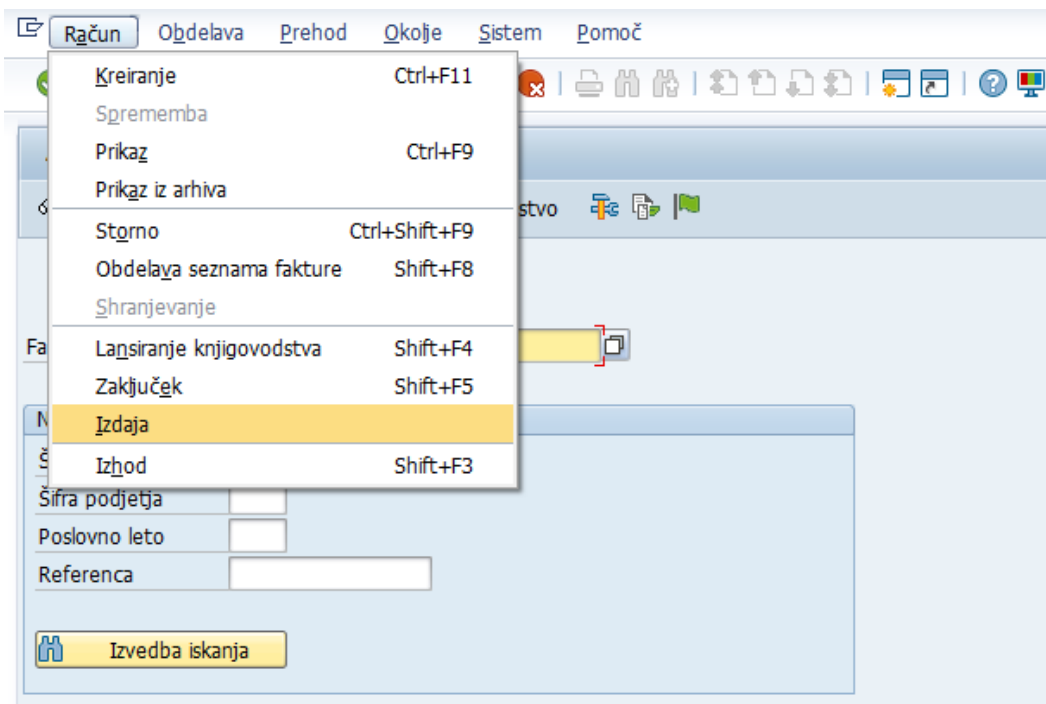 Račun Obdelava Prehod Okolje Sistem Pomoč
Kreiranje Ctrl+F11
Sprememba
Prikaz Ctrl+F9
Prikaz iz arhiva
stvo
Storno Ctrl+Shift+F9
Obdelava seznama fakture Shift+F8
Shranjevanje
Fa
Lansiranje knjigovodstva Shift+F4
Zaključek Shift+F5
N
Izdaja
Š
Izhod Shift+F3
Šifra podjetja
Poslovno leto
Referenca
Izvedba iskanja